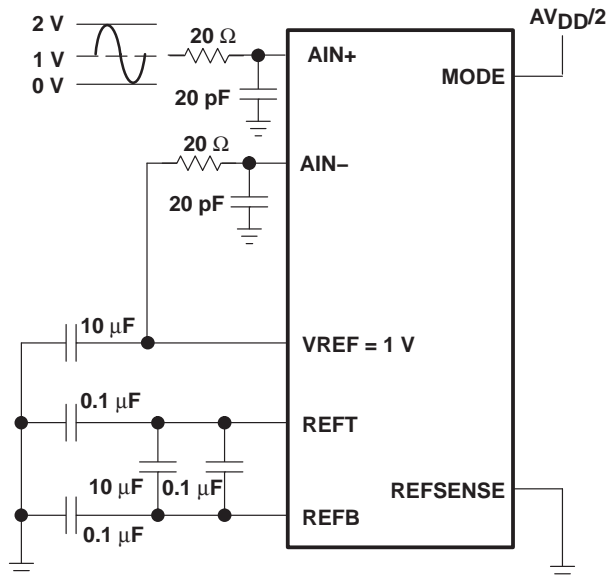 2 V
1 V
0 V
20 Ω
20 pF
AIN+
AVDD/2
MODE
20 Ω
20 pF
AIN−
10 μF
VREF = 1 V
0.1 μF
REFT
10 μF
0.1 μF
REFSENSE
0.1 μF
REFB